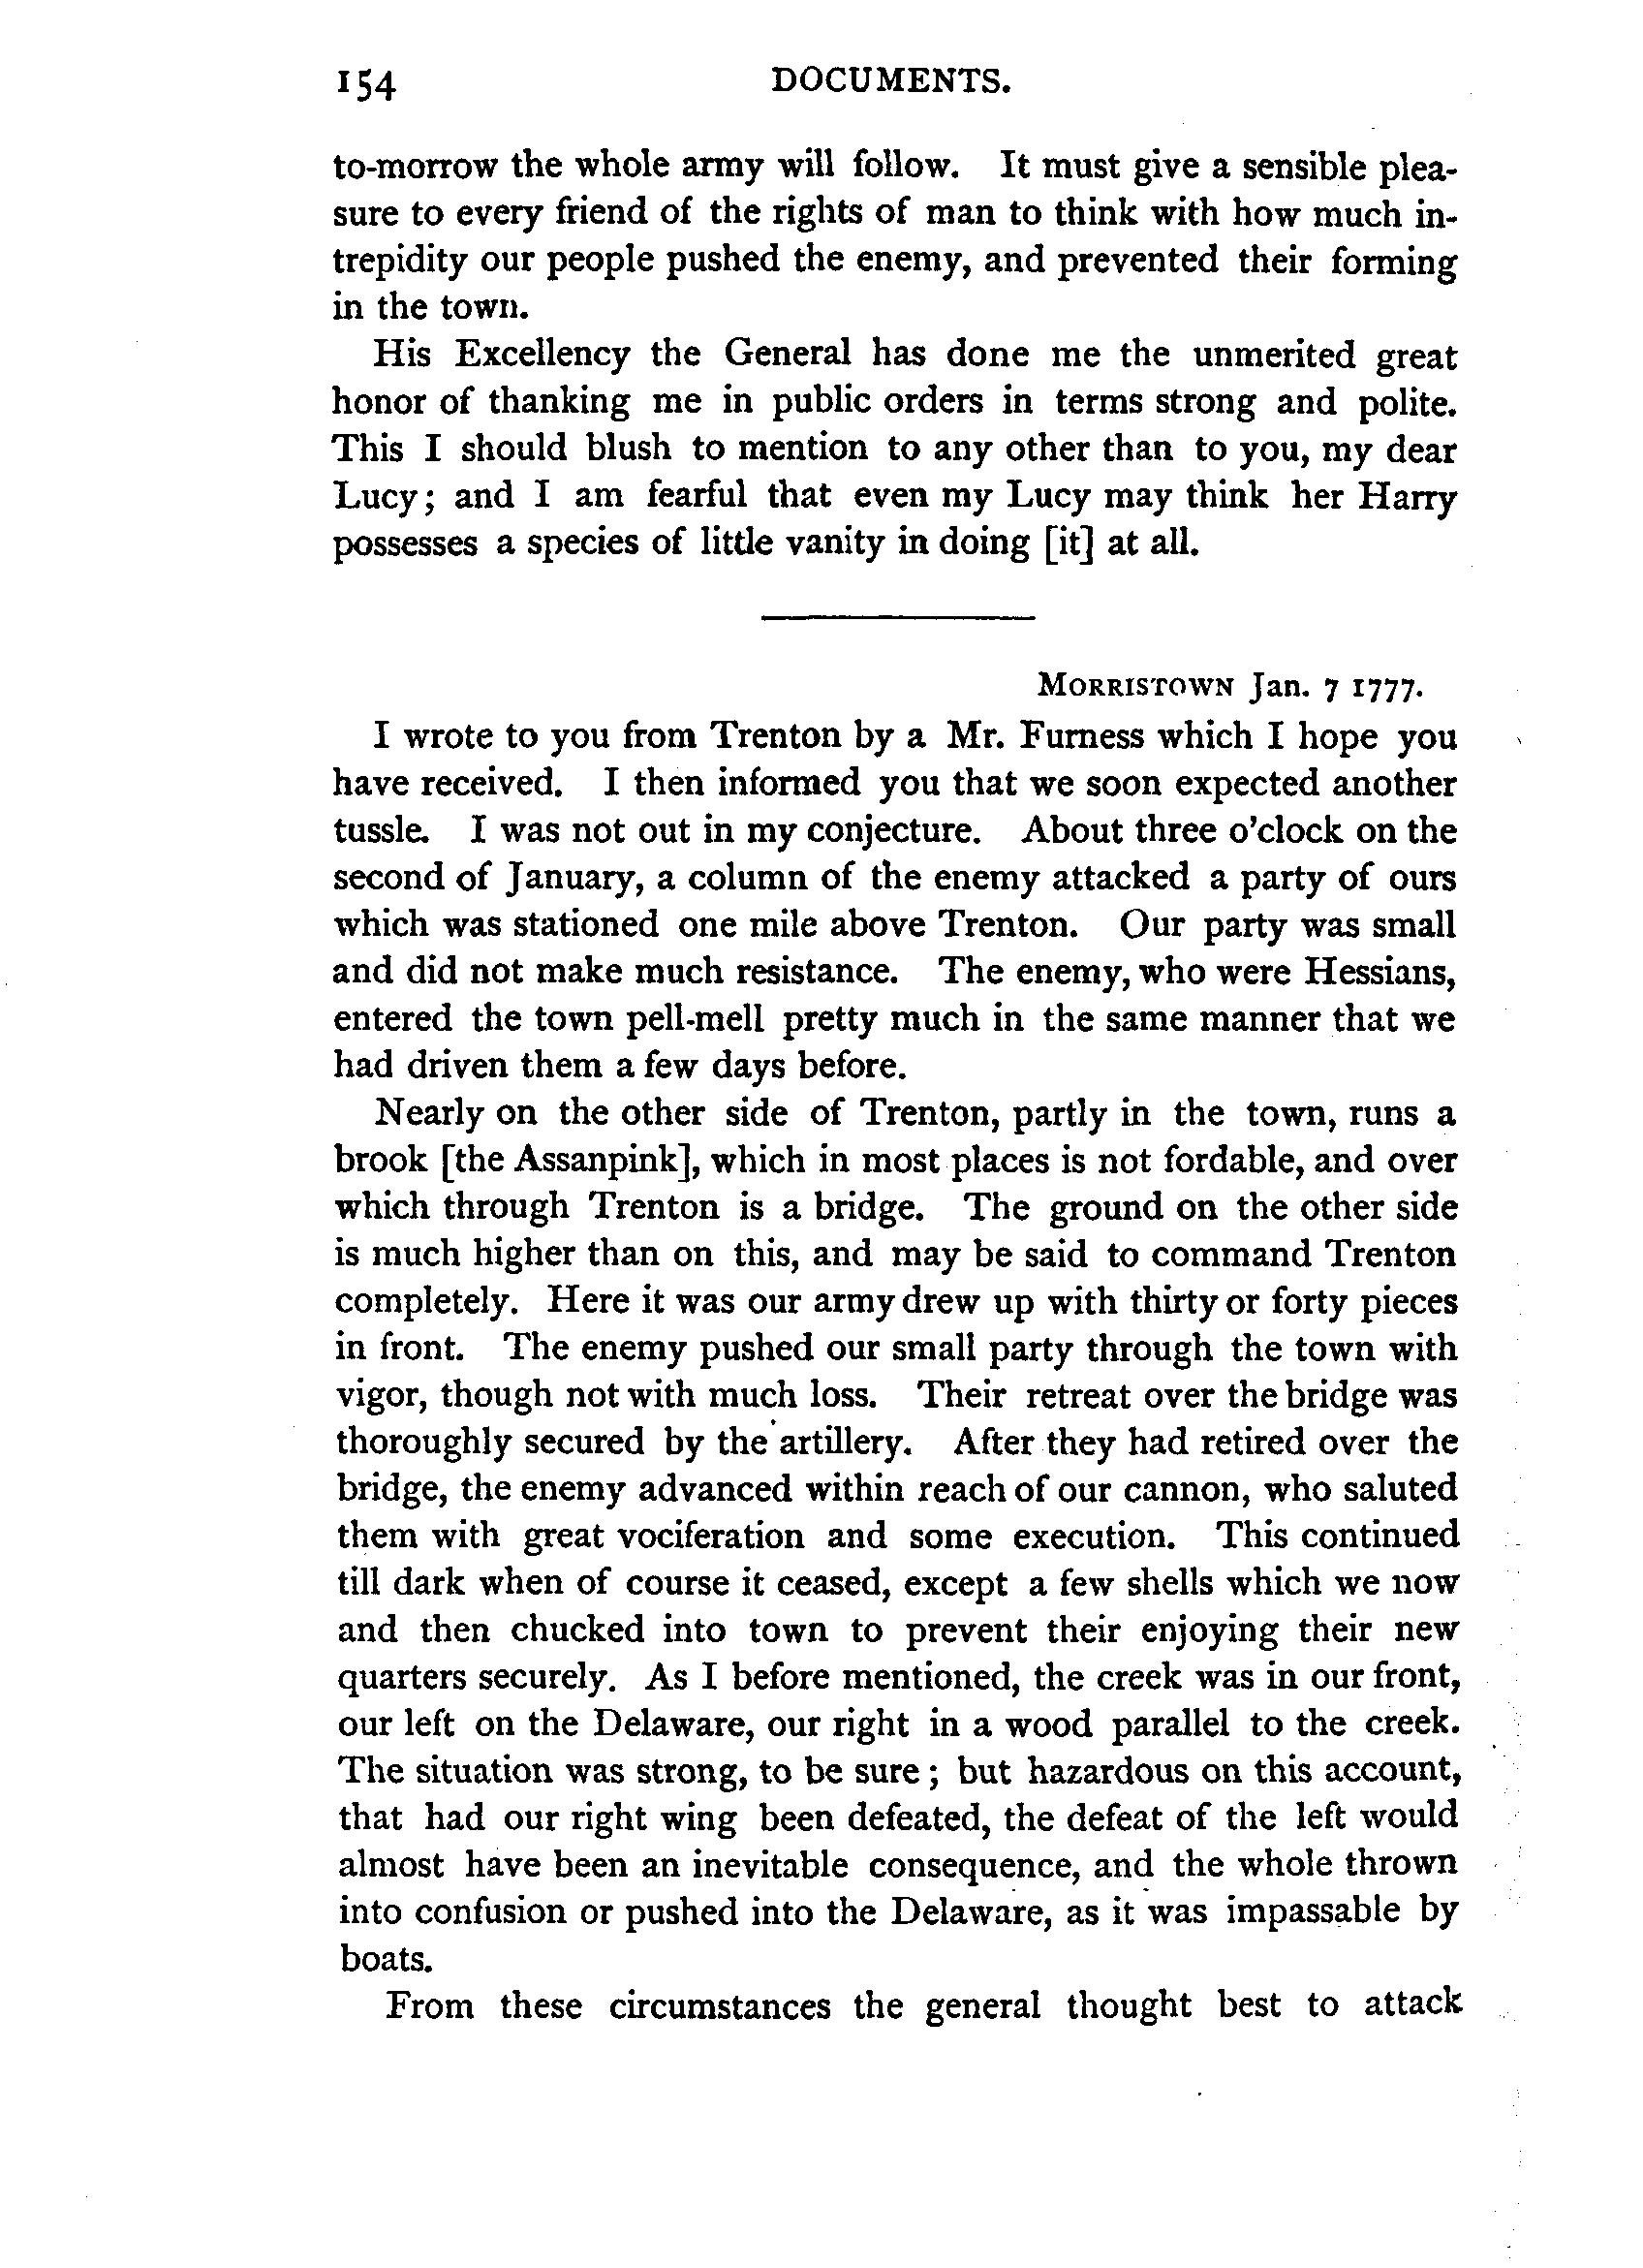 154 DOCUMENTS.
to-morrow the whole army will follow. It must give a sensible plea-
sure to every friend of the rights of man to think with how much in-
trepidity our people pushed the enemy, and prevented their forming
in the town.
His Excellency the General has done me the unmerited great
honor of thanking me in public orders in terms strong and polite.
This I should blush to mention to any other than to you, my dear
Lucy; and I am fearful that even my Lucy may think her Harry
possesses a species of little vanity in doing [it] at all.
MORRISTOWN Jan. 7 1777.
I wrote to you from Trenton by a Mr. Furness which I hope you
have received. I then informed you that we soon expected another
tussle. I was not out in my conjecture. About three o'clock on the
second of January, a column of the enemy attacked a party of ours
which was stationed one mile above Trenton. Our party was small
and did not make much resistance. The enemy, who were Hessians,
entered the town pell-mell pretty much in the same manner that we
had driven them a few days before.
Nearly on the other side of Trenton, partly in the town, runs a
brook [the Assanpink], which in most places is not fordable, and over
which through Trenton is a bridge. The ground on the other side
is much higher than on this, and may be said to command Trenton
completely. Here it was our army drew up with thirty or forty pieces
in front. The enemy pushed our small party through the town with
vigor, though not with much loss. Their retreat over the bridge was
thoroughly secured by the artillery. After they had retired over the
bridge, the enemy advanced within reach of our cannon, who saluted
them with great vociferation and some execution. This continued
till dark when of course it ceased, except a few shells which we now
and then chucked into town to prevent their enjoying their new
quarters securely. As I before mentioned, the creek was in our front,
our left on the Delaware, our right in a wood parallel to the creek.
The situation was strong, to be sure; but hazardous on this account,
that had our right wing been defeated, the defeat of the left would
almost have been an inevitable consequence, and the whole thrown
into confusion or pushed into the Delaware, as it was impassable by
boats.
From these circumstances the general thought best to attack